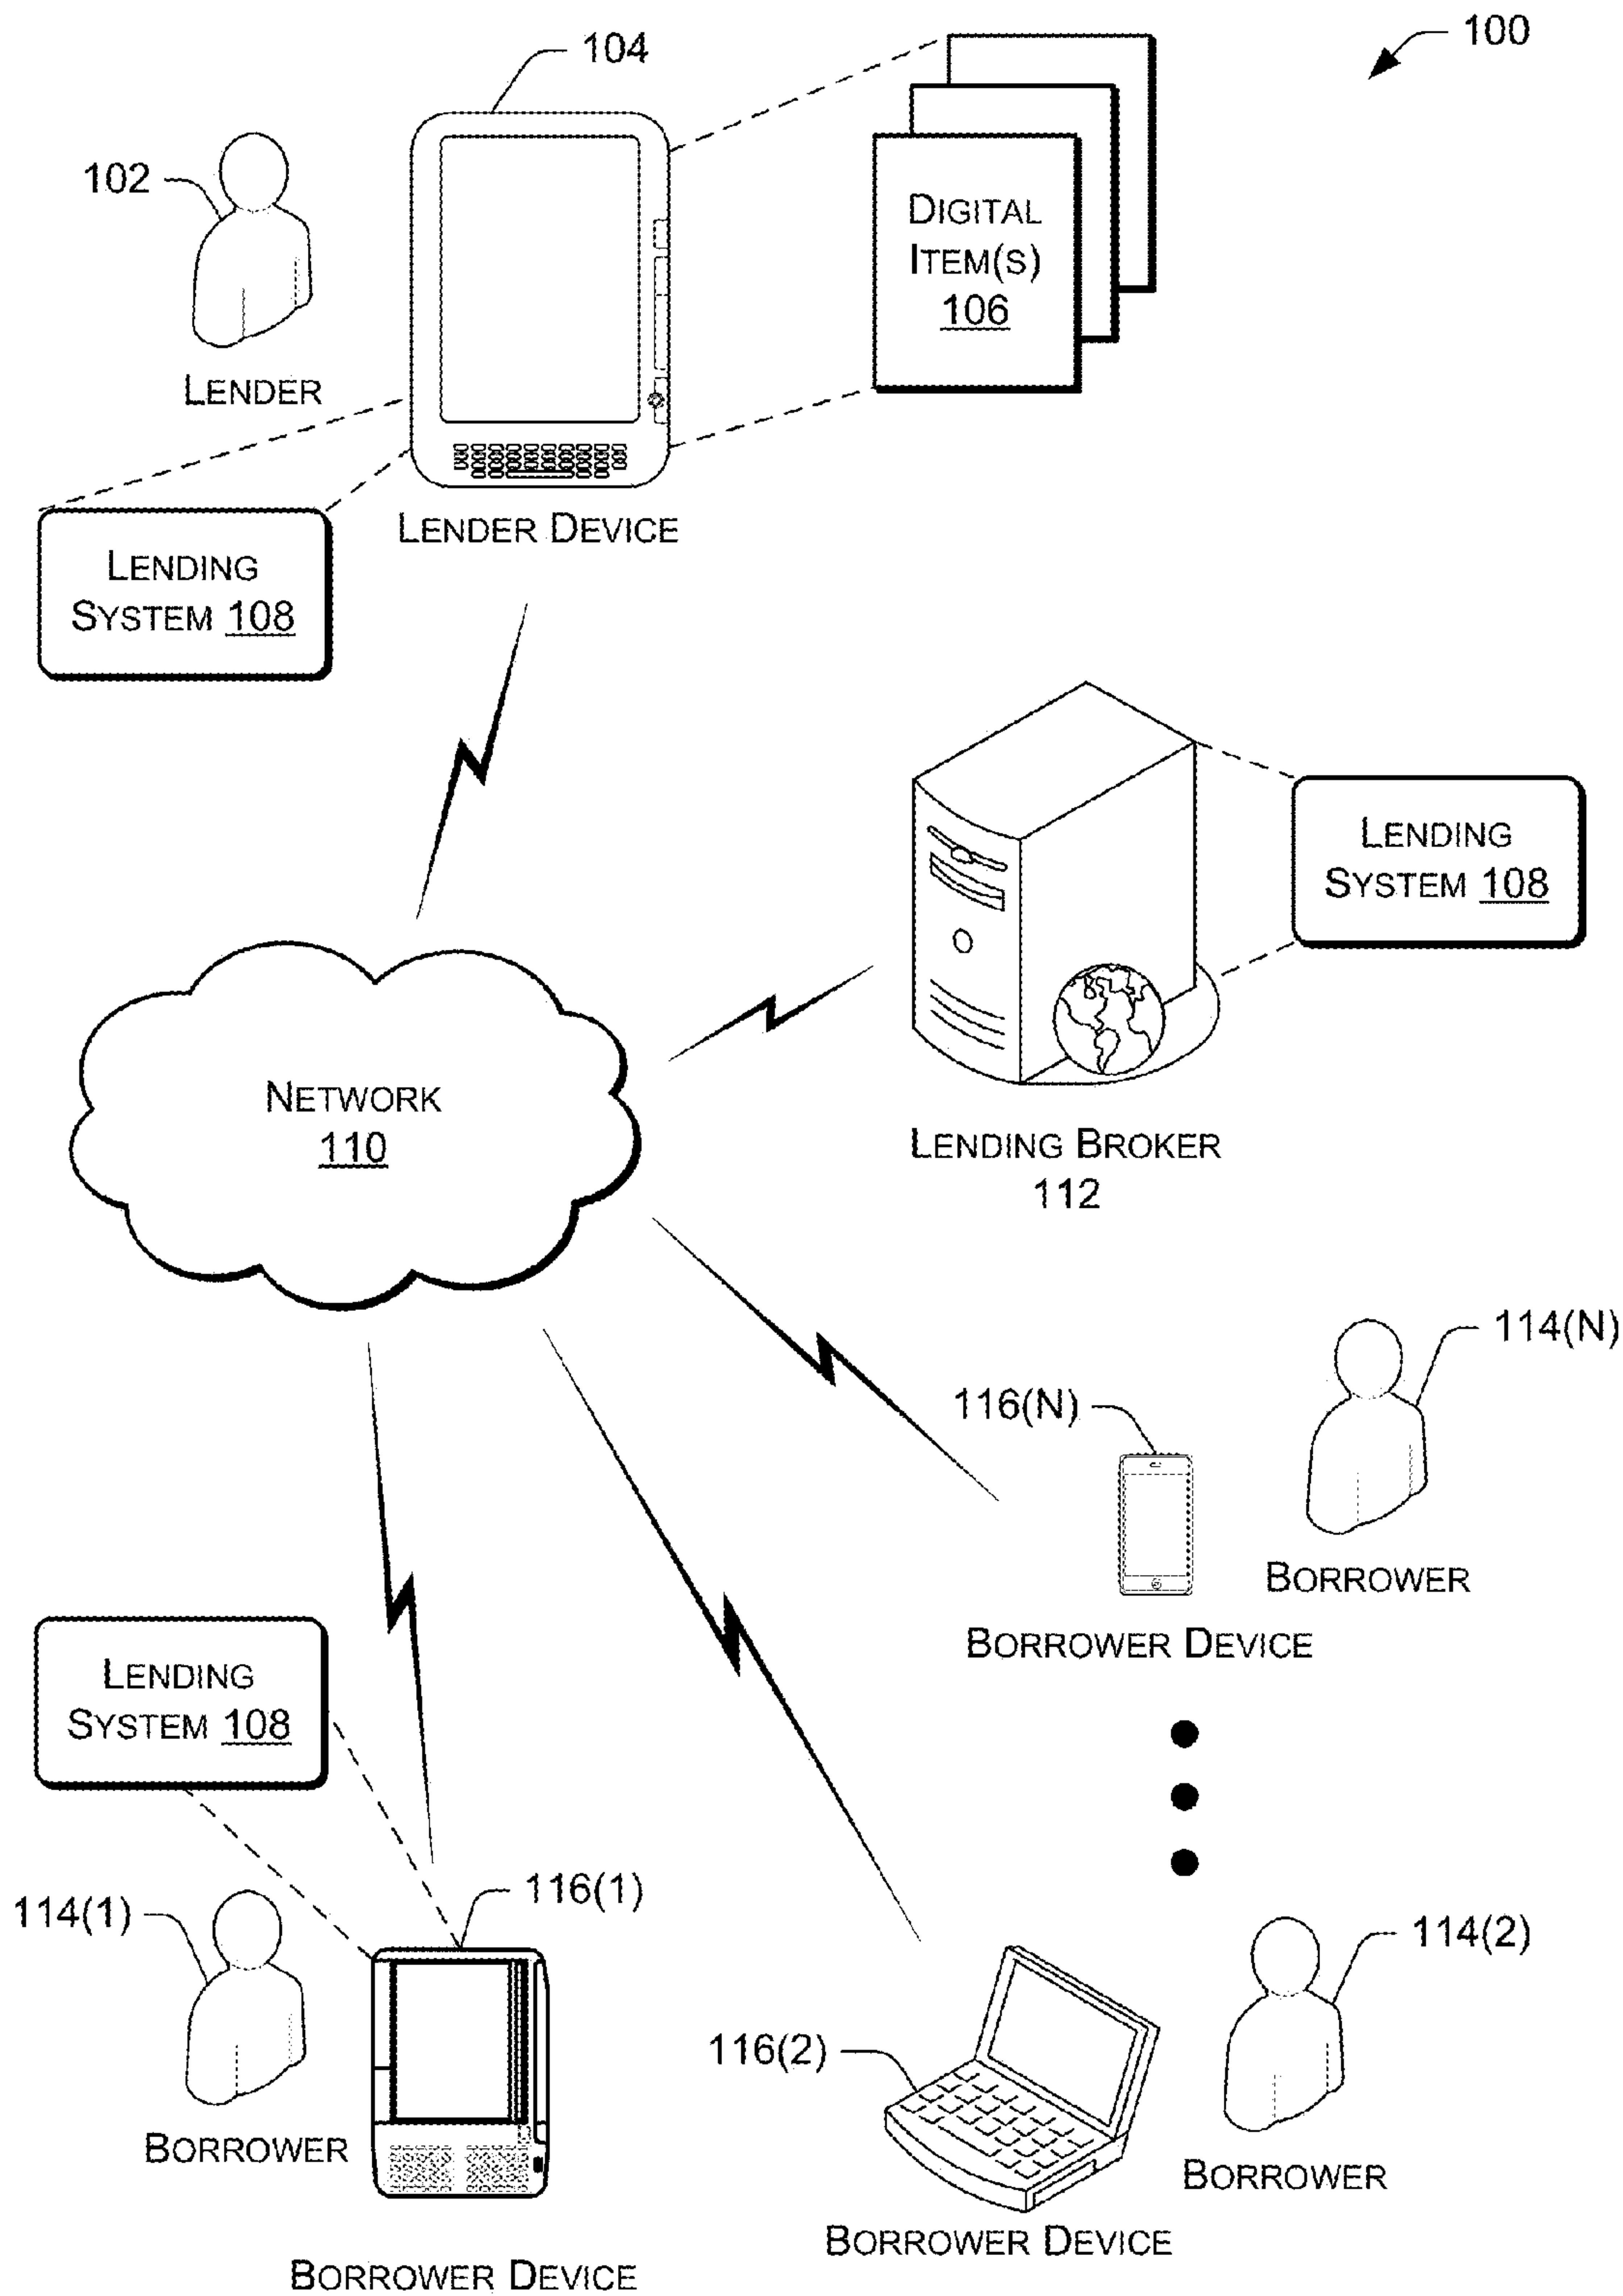 100
104
102
DIGITAL
ITEM(S)
106
LENDER
LENDER DEVICE
LENDING
SYSTEM 108
LENDING
SYSTEM 108
NETWORK
110
LENDING BROKER
112
114(N)
116(N)
BORROWER
BORROWER DEVICE
LENDING
SYSTEM 108
116(1)
114(1)
BORROWER
BORROWER DEVICE
114(2)
116(2)
BORROWER
BORROWER DEVICE